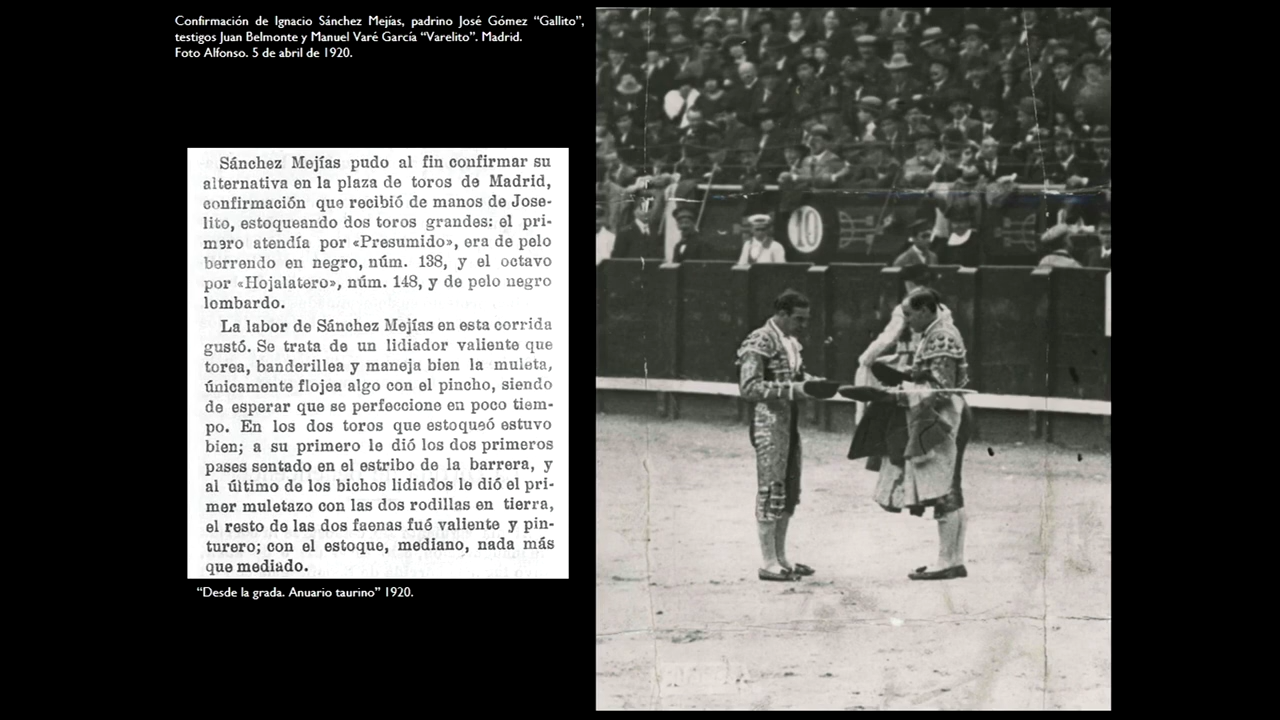 Confirmación de Ignacio Sánchez Mejías, padrino José Gómez “Gallito”,
testigos Juan Belmonte y Manuel Varé García “Varelito”. Madrid.
Foto Alfonso. 5 de abril de 1920.
Sánchez Mejías pudo al fin confirmar su
alternativa en la plaza de toros de Madrid,
confirmación que recibió de manos de Jose-
lito, estoqueando dos toros grandes: el pri-
mero atendía por «Presumido», era de pelo
berrendo en negro, núm. 138, y el octavo
por «Hojalatero», núm. 148, y de pelo negro
lombardo.
La labor de Sánchez Mejías en esta corrida
gustó. Se trata de un lidiador valiente que
torea, banderillea y maneja bien la muleta,
únicamente flojea algo con el pincho, siendo
de esperar que se perfeccione en poco tiem-
po. En los dos toros que estoqueó estuvo
bien; a su primero le dió los dos primeros
pases sentado en el estribo de la barrera, y
al último de los bichos lidiados le dió el pri-
mer muletazo con las dos rodillas en tierra,
el resto de las dos faenas fué valiente y pin-
turero; con el estoque, mediano, nada más
que mediado.
“Desde la grada. Anuario taurino” 1920.
10